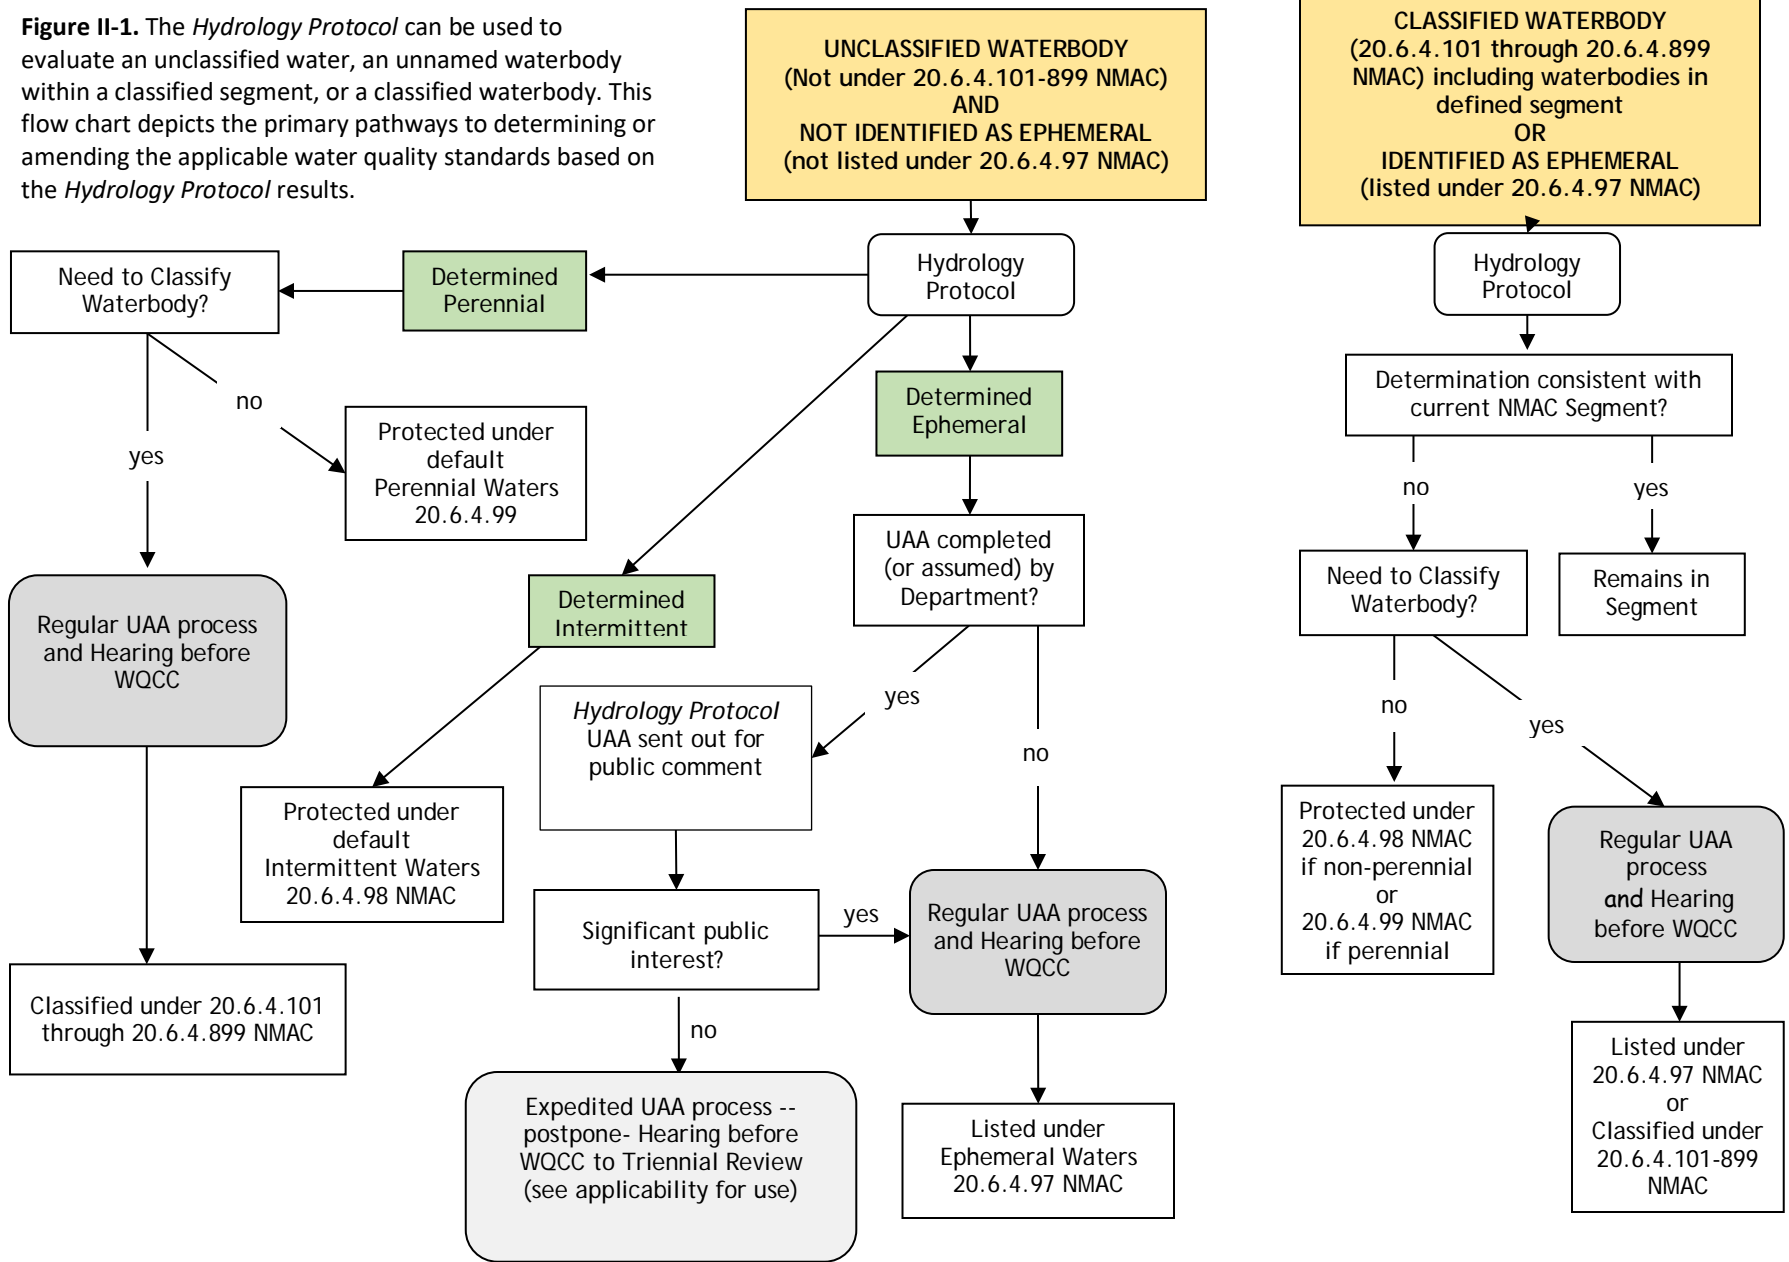 Figure II-1. The Hydrology Protocol can be used to
evaluate an unclassified water, an unnamed waterbody
within a classified segment, or a classified waterbody. This
flow chart depicts the primary pathways to determining or
amending the applicable water quality standards based on
the Hydrology Protocol results.
UNCLASSIFIED WATERBODY
(Not under 20.6.4.101-899 NMAC)
AND
NOT IDENTIFIED AS EPHEMERAL
(not listed under 20.6.4.97 NMAC)
CLASSIFIED WATERBODY
(20.6.4.101 through 20.6.4.899
NMAC) including waterbodies in
defined segment
OR
IDENTIFIED AS EPHEMERAL
(listed under 20.6.4.97 NMAC)
Need to Classify
Waterbody?
Determined
Perennial
Hydrology
Protocol
Hydrology
Protocol
no
yes
Protected under
default
Perennial Waters
20.6.4.99
Determined
Ephemeral
Determination consistent with
current NMAC Segment?
no
yes
Regular UAA process
and Hearing before
WQCC
Determined
Intermittent
UAA completed
(or assumed) by
Department?
Need to Classify
Waterbody?
Remains in
Segment
yes
no
Hydrology Protocol
UAA sent out for
public comment
no
yes
Protected under
default
Intermittent Waters
20.6.4.98 NMAC
Protected under
20.6.4.98 NMAC
if non-perennial
or
20.6.4.99 NMAC
if perennial
Regular UAA
process
and Hearing
before WQCC
Significant public
interest?
yes
Regular UAA process
and Hearing before
WQCC
Classified under 20.6.4.101
through 20.6.4.899 NMAC
no
Expedited UAA process --
postpone- Hearing before
WQCC to Triennial Review
(see applicability for use)
Listed under
Ephemeral Waters
20.6.4.97 NMAC
Listed under
20.6.4.97 NMAC
or
Classified under
20.6.4.101-899
NMAC